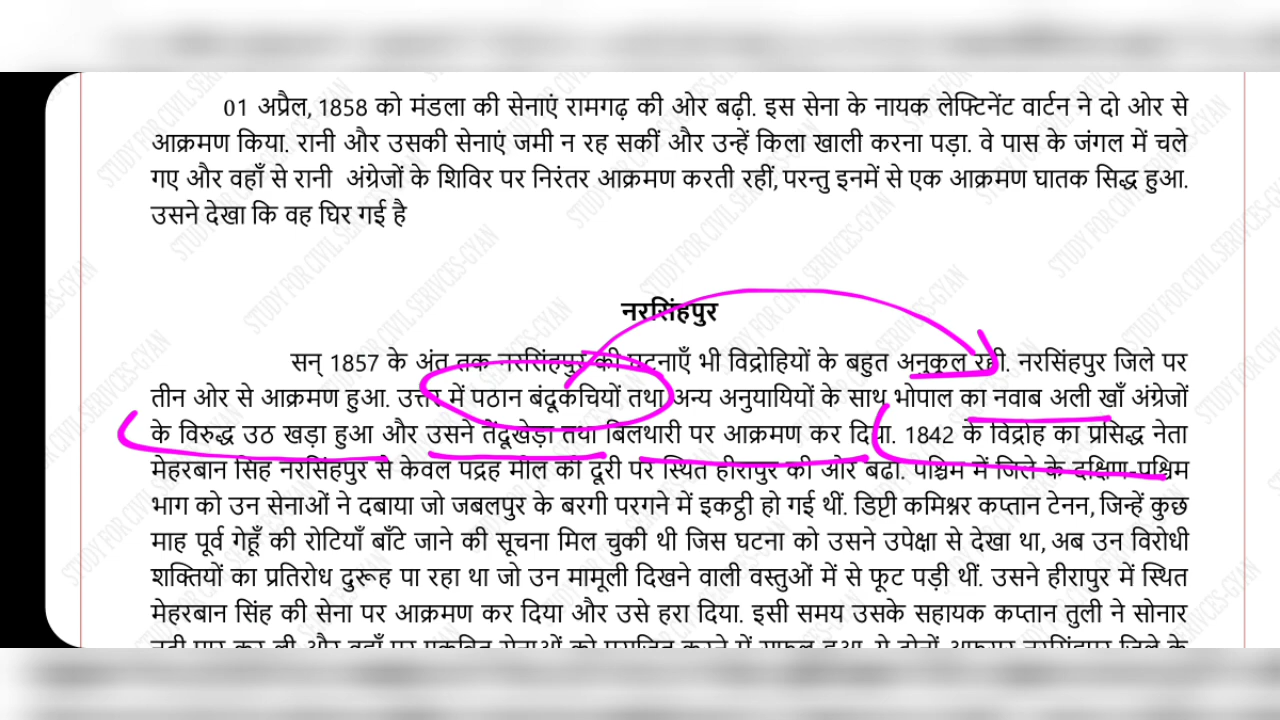 01 अप्रैल, 1858 को मंडला की सेनाएं रामगढ़ की ओर बढ़ी. इस सेना के नायक लेफ्टिनेंट वार्टन ने दो ओर से
आक्रमण किया. रानी और उसकी सेनाएं जमी न रह सकीं और उन्हें किला खाली करना पड़ा. वे पास के जंगल में चले
गए और वहाँ से रानी अंग्रेजों के शिविर पर निरंतर आक्रमण करती रहीं, परन्तु इनमें से एक आक्रमण घातक सिद्ध हुआ.
उसने देखा कि वह घिर गई है
नरसिंहपुर
सन् 1857 के अंत तक नरसिंहपुर की घटनाएँ भी विद्रोहियों के बहुत अनुकूल रही. नरसिंहपुर जिले पर
तीन ओर से आक्रमण हुआ. उत्तर में पठान बंदूकचियों तथा अन्य अनुयायियों के साथ भोपाल का नवाब अली खाँ अंग्रेजों
के विरुद्ध उठ खड़ा हुआ और उसने तेंदूखेड़ा तथा बिलथारी पर आक्रमण कर दिया. 1842 के विद्रोह का प्रसिद्ध नेता
मेहरबान सिंह नरसिंहपुर से केवल पद्रह मील की दूरी पर स्थित हीरापुर की ओर बढा. पश्चिम में जिले के दक्षिण-पश्चिम
भाग को उन सेनाओं ने दबाया जो जबलपुर के बरगी परगने में इकट्ठी हो गई थीं. डिप्टी कमिश्नर कप्तान टेनन, जिन्हें कुछ
माह पूर्व गेहूँ की रोटियाँ बाँटे जाने की सूचना मिल चुकी थी जिस घटना को उसने उपेक्षा से देखा था, अब उन विरोधी
शक्तियों का प्रतिरोध दुरूह पा रहा था जो उन मामूली दिखने वाली वस्तुओं में से फूट पड़ी थीं. उसने हीरापुर में स्थित
मेहरबान सिंह की सेना पर आक्रमण कर दिया और उसे हरा दिया. इसी समय उसके सहायक कप्तान तुली ने सोनार
STUDY FOR CIVIL SERIVCES-GYAN